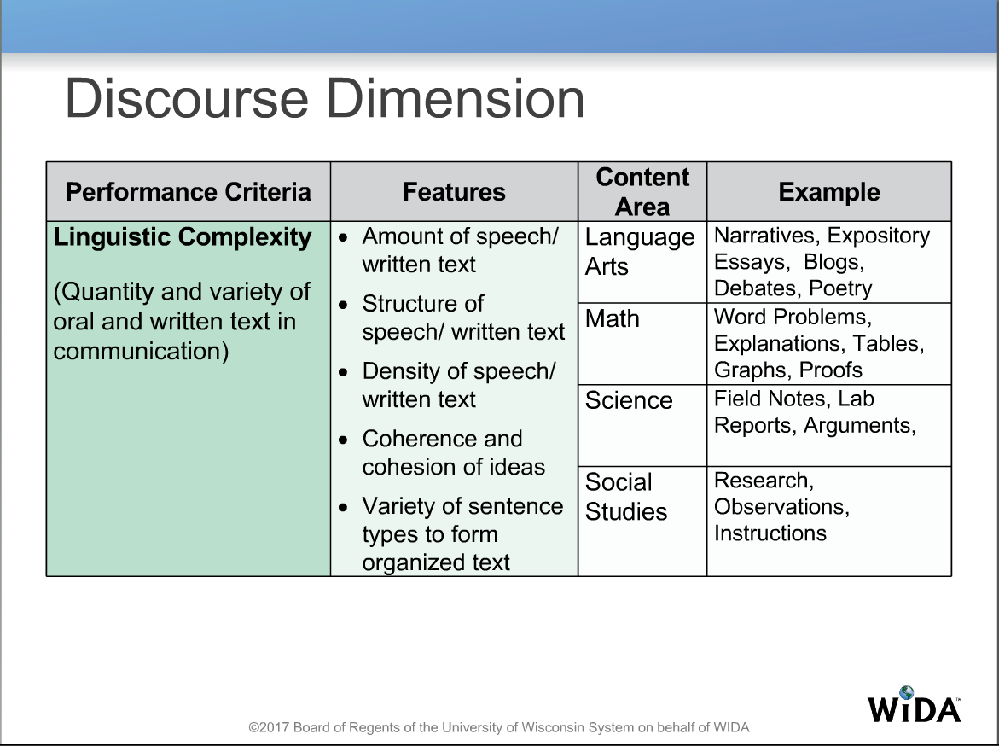 Discourse Dimension
Performance Criteria
Features
Content
Area
Example
Linguistic Complexity
(Quantity and variety of
oral and written text in
communication)
• Amount of speech/
written text
• Structure of
speech/ written text
• Density of speech/
written text
• Coherence and
cohesion of ideas
• Variety of sentence
types to form
organized text
Language
Arts
Narratives, Expository
Essays,  Blogs,
Debates, Poetry
Math
Word Problems,
Explanations, Tables,
Graphs, Proofs
Science
Field Notes, Lab
Reports, Arguments,
Social
Studies
Research,
Observations,
Instructions
WiDA™
©2017 Board of Regents of the University of Wisconsin System on behalf of WIDA